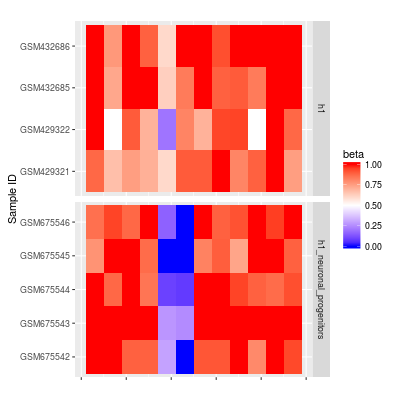 GSM432686
GSM432685
GSM429322
GSM429321
h1
GSM675546
GSM675545
GSM675544
GSM675543
GSM675542
h1_neuronal_progenitors
Sample ID
beta
1.00
0.75
0.50
0.25
0.00